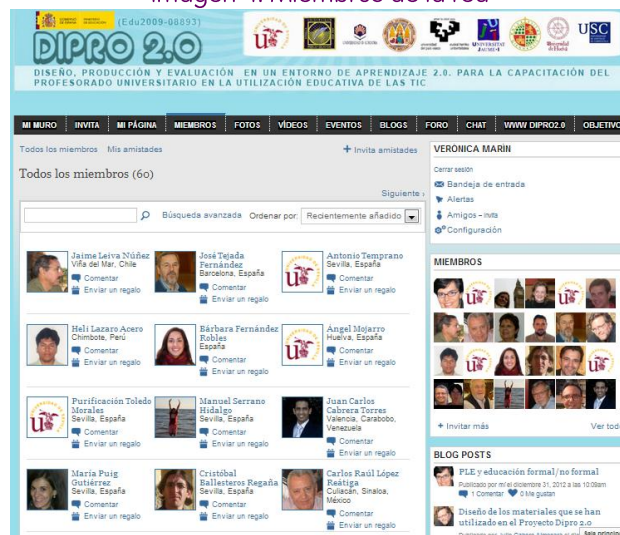 Imagen 4. Miembros de la red
(Edu2009-08893)
DIPRO 2.0
UNIVERSITAT
JAUME·I
USC
DISEÑO, PRODUCCIÓN Y EVALUACIÓN EN UN ENTORNO DE APRENDIZAJE 2.0. PARA LA CAPACITACIÓN DEL
PROFESORADO UNIVERSITARIO EN LA UTILIZACIÓN EDUCATIVA DE LAS TIC
MI MURO INVITA MI PÁGINA MIEMBROS FOTOS VÍDEOS EVENTOS BLOGS FORO CHAT WWW DIPRO2.0 OBJETIVO
Todos los miembros Mis amistades
+ Invita amistades
Todos los miembros (60)
Siguiente ›
Búsqueda avanzada Ordenar por: Recientemente añadido
Jaime Leiva Núñez
Viña del Mar, Chile
Comentar
Enviar un regalo
José Tejada
Fernández
Barcelona, España
Comentar
Enviar un regalo
Antonio Temprano
Sevilla, España
Comentar
Enviar un regalo
Heli Lazaro Acero
Chimbote, Perú
Comentar
Enviar un regalo
Bárbara Fernández
Robles
España
Comentar
Enviar un regalo
Ángel Mojarro
Huelva, España
Comentar
Enviar un regalo
Purificación Toledo
Morales
Sevilla, España
Comentar
Enviar un regalo
Manuel Serrano
Hidalgo
Sevilla, España
Comentar
Enviar un regalo
Juan Carlos
Cabrera Torres
Valencia, Carabobo,
Venezuela
Comentar
Enviar un regalo
María Puig
Gutiérrez
Sevilla, España
Comentar
Enviar un regalo
Cristóbal
Ballesteros Regaña
Sevilla, España
Comentar
Enviar un regalo
Carlos Raúl López
Reátiga
Culiacán, Sinaloa,
México
Comentar
Enviar un regalo
VERÓNICA MARÍN
Cerrar sesión
Bandeja de entrada
Alertas
Amigos – Invita
Configuración
MIEMBROS
+ Invitar más
Ver tod
BLOG POSTS
PLE y educación formal/no formal
Publicado por m/ el diciembre 31, 2012 a las 10:08am
1 Comentar 0 Me gustan
Diseño de los materiales que se han
utilizado en el Proyecto Dipro 2.0